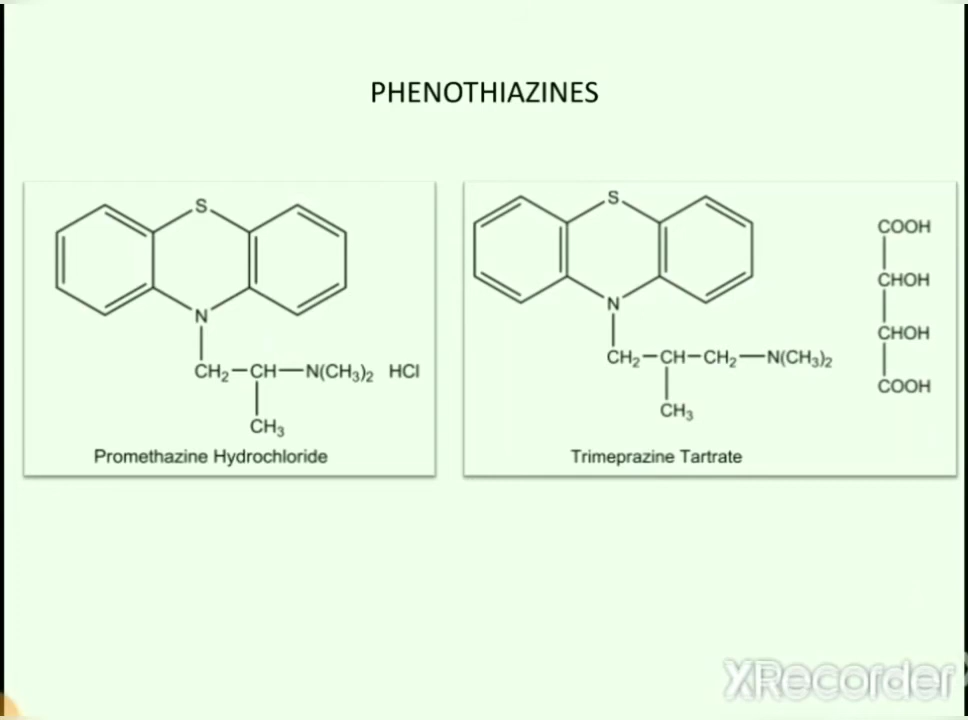 PHENOTHIAZINES
S
N
CH2-CH-N(CH3)2 HCl
CH3
Promethazine Hydrochloride
S
N
CH2-CH-CH2-N(CH3)2
CH3
COOH
CHOH
CHOH
COOH
Trimeprazine Tartrate
XRecorder